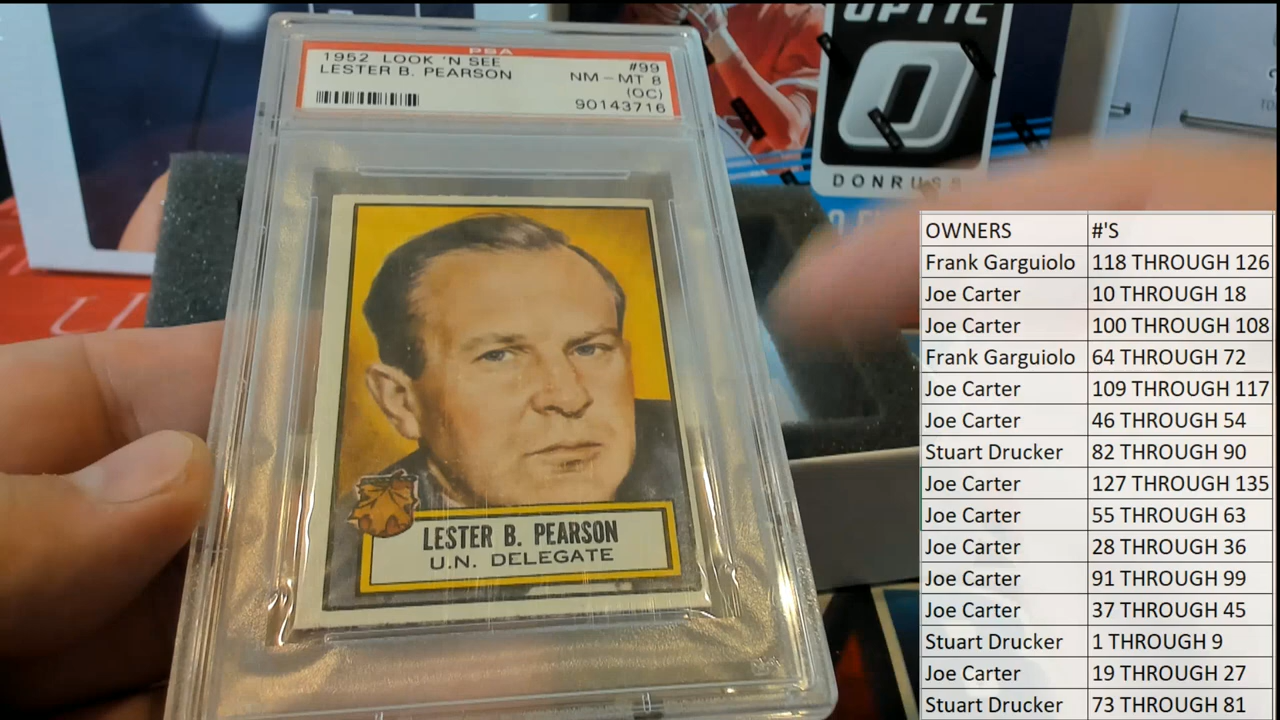 PSA
1952 LOOK 'N SEE #99
LESTER B. PEARSON NM - MT 8
(OC)
90143716
LESTER B. PEARSON
U.N. DELEGATE
OPTIC
DONRUSS
OWNERS #'S
Frank Garguiolo 118 THROUGH 126
Joe Carter 10 THROUGH 18
Joe Carter 100 THROUGH 108
Frank Garguiolo 64 THROUGH 72
Joe Carter 109 THROUGH 117
Joe Carter 46 THROUGH 54
Stuart Drucker 82 THROUGH 90
Joe Carter 127 THROUGH 135
Joe Carter 55 THROUGH 63
Joe Carter 28 THROUGH 36
Joe Carter 91 THROUGH 99
Joe Carter 37 THROUGH 45
Stuart Drucker 1 THROUGH 9
Joe Carter 19 THROUGH 27
Stuart Drucker 73 THROUGH 81